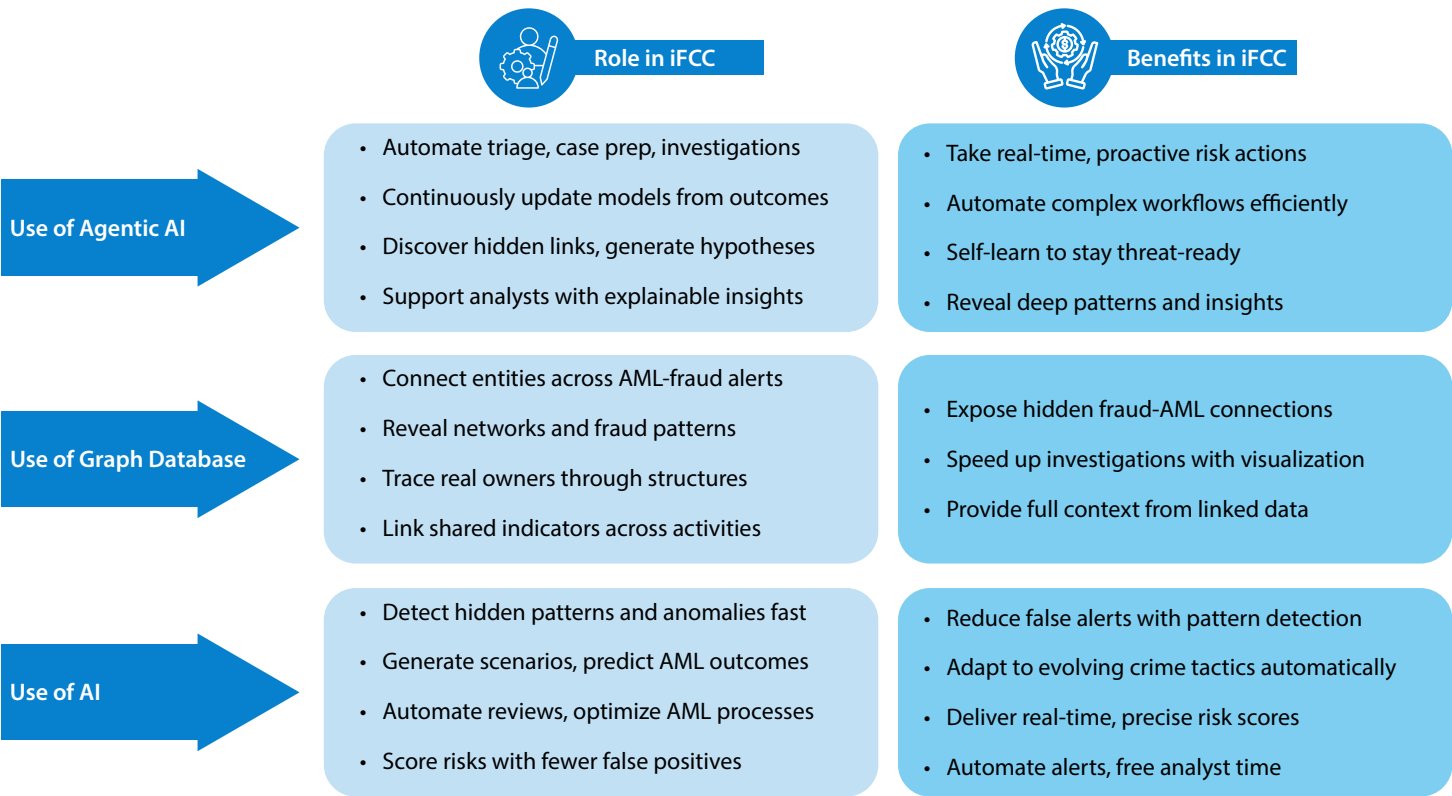 Role in iFCC
Benefits in iFCC
Use of Agentic AI
• Automate triage, case prep, investigations
• Continuously update models from outcomes
• Discover hidden links, generate hypotheses
• Support analysts with explainable insights
• Take real-time, proactive risk actions
• Automate complex workflows efficiently
• Self-learn to stay threat-ready
• Reveal deep patterns and insights
Use of Graph Database
• Connect entities across AML-fraud alerts
• Reveal networks and fraud patterns
• Trace real owners through structures
• Link shared indicators across activities
• Expose hidden fraud-AML connections
• Speed up investigations with visualization
• Provide full context from linked data
Use of AI
• Detect hidden patterns and anomalies fast
• Generate scenarios, predict AML outcomes
• Automate reviews, optimize AML processes
• Score risks with fewer false positives
• Reduce false alerts with pattern detection
• Adapt to evolving crime tactics automatically
• Deliver real-time, precise risk scores
• Automate alerts, free analyst time